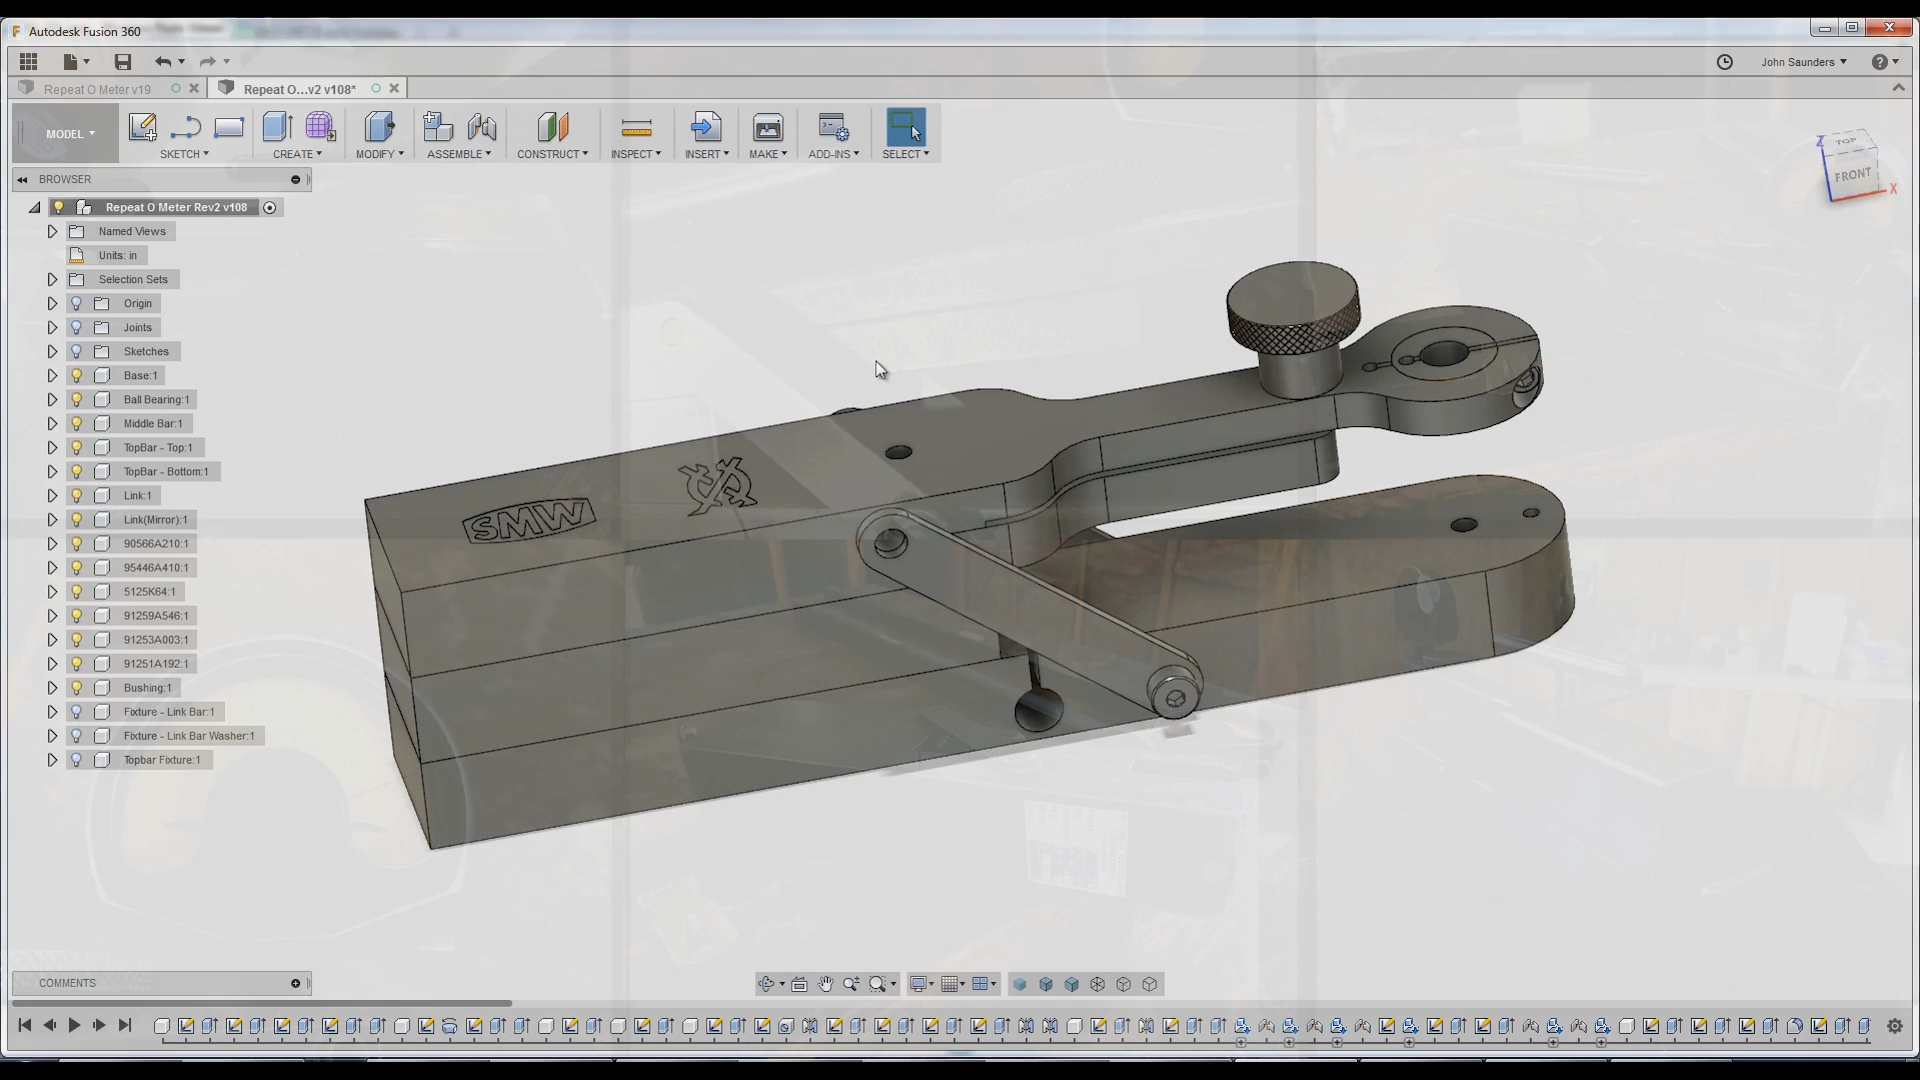 Autodesk Fusion 360
John Saunders
Repeat O Meter v19
Repeat O...v2 v108*
MODEL
SKETCH
CREATE
MODIFY
ASSEMBLE
CONSTRUCT
INSPECT
INSERT
MAKE
ADD-INS
SELECT
TOP
FRONT
Z
X
BROWSER
Repeat O Meter Rev2 v108
Named Views
Units: in
Selection Sets
Origin
Joints
Sketches
Base:1
Ball Bearing:1
Middle Bar:1
TopBar - Top:1
TopBar - Bottom:1
Link:1
Link(Mirror):1
90566A210:1
95446A410:1
5125K64:1
91259A546:1
91253A003:1
91251A192:1
Bushing:1
Fixture - Link Bar:1
Fixture - Link Bar Washer:1
Topbar Fixture:1
SMW
COMMENTS